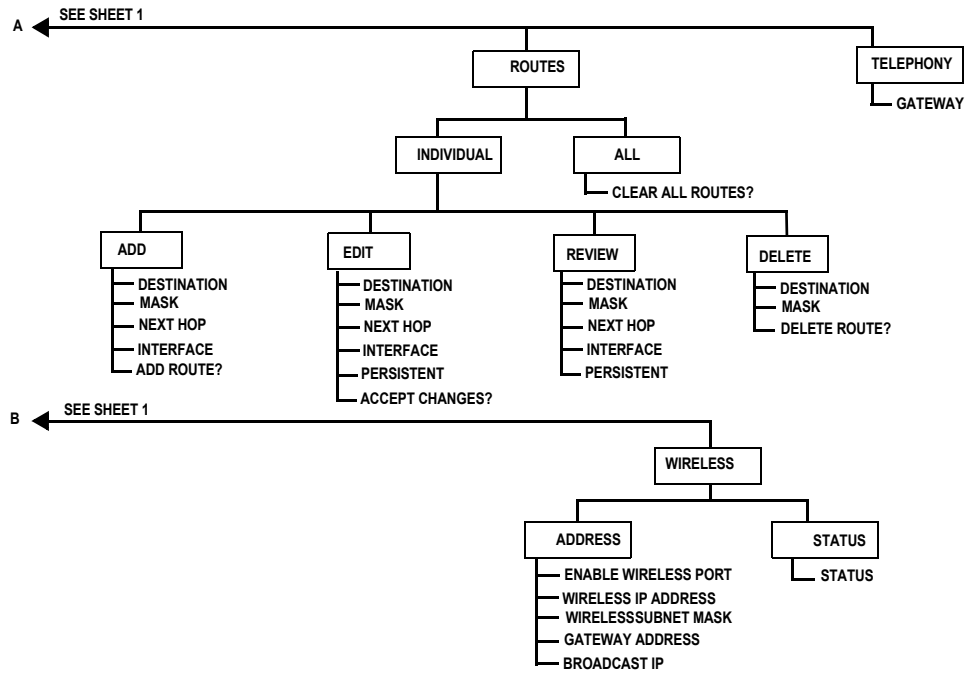 SEE SHEET 1
A
ROUTES
TELEPHONY
GATEWAY
INDIVIDUAL
ALL
CLEAR ALL ROUTES?
ADD
DESTINATION
MASK
NEXT HOP
INTERFACE
ADD ROUTE?
EDIT
DESTINATION
MASK
NEXT HOP
INTERFACE
PERSISTENT
ACCEPT CHANGES?
REVIEW
DESTINATION
MASK
NEXT HOP
INTERFACE
PERSISTENT
DELETE
DESTINATION
MASK
DELETE ROUTE?
SEE SHEET 1
B
WIRELESS
ADDRESS
ENABLE WIRELESS PORT
WIRELESS IP ADDRESS
WIRELESSSUBNET MASK
GATEWAY ADDRESS
BROADCAST IP
STATUS
STATUS